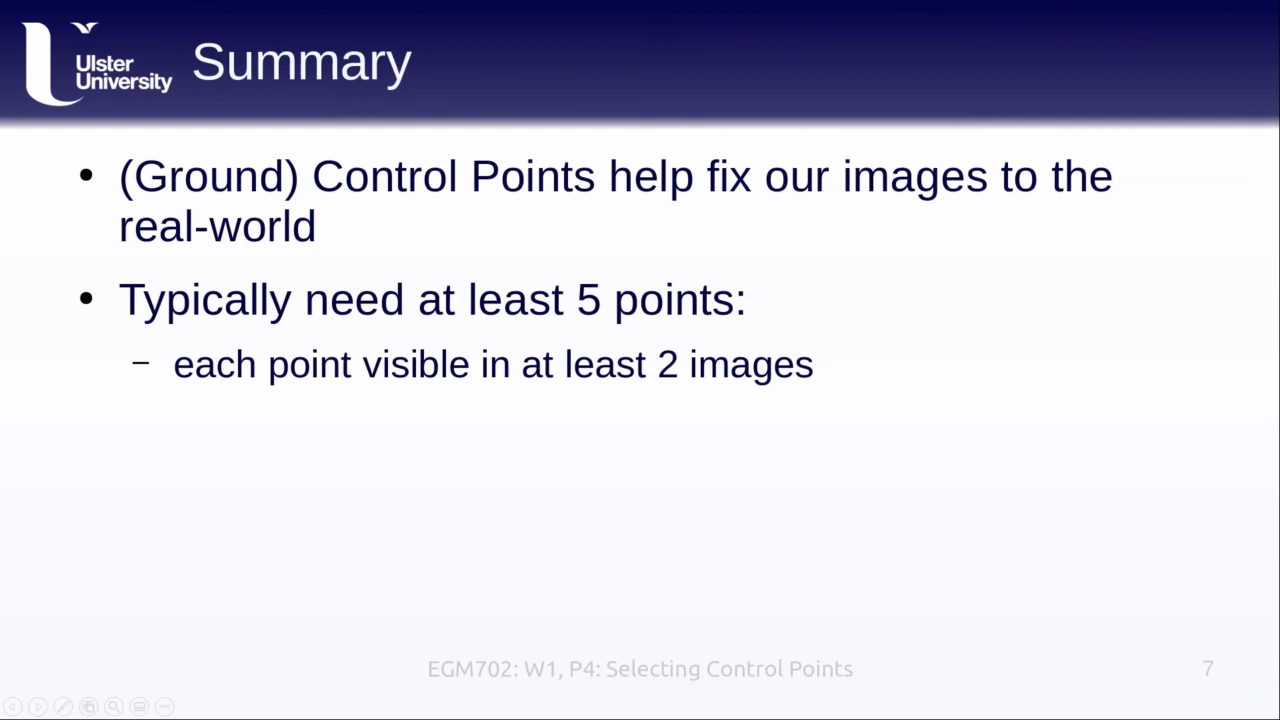 Ulster
University
Summary
• (Ground) Control Points help fix our images to the
real-world
• Typically need at least 5 points:
– each point visible in at least 2 images
EGM702: W1, P4: Selecting Control Points
7